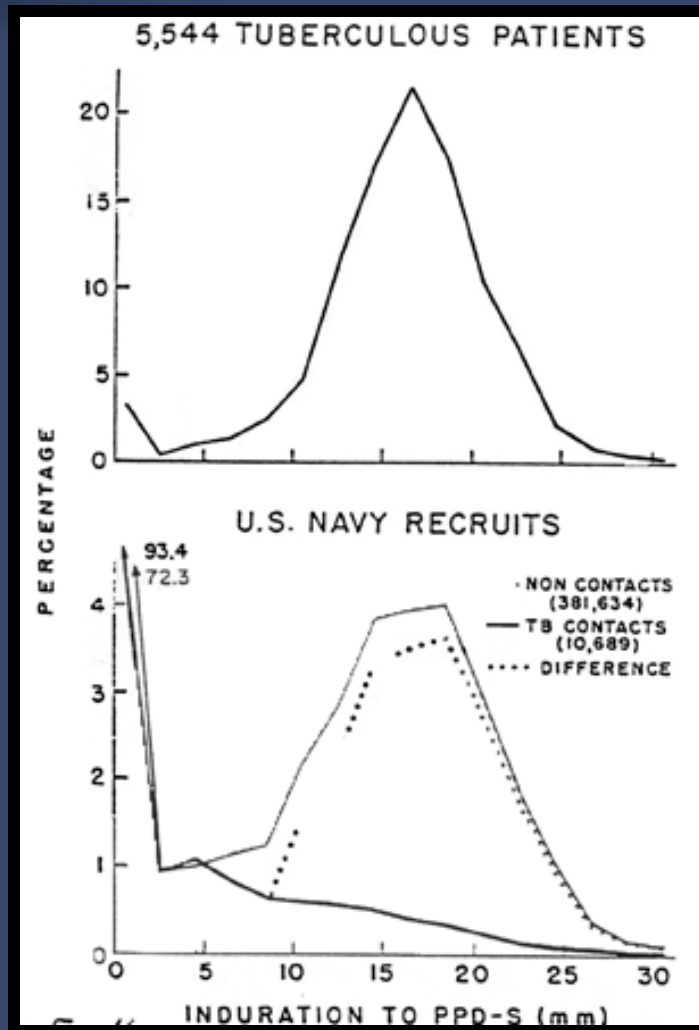 5,544 TUBERCULOUS PATIENTS
20
15
10
5
0
PERCENTAGE
U.S. NAVY RECRUITS
93.4
72.3
NON CONTACTS
(381,634)
TB CONTACTS
(10,689)
DIFFERENCE
4
3
2
1
0
0 5 10 15 20 25 30
INDURATION TO PPD-S (mm)